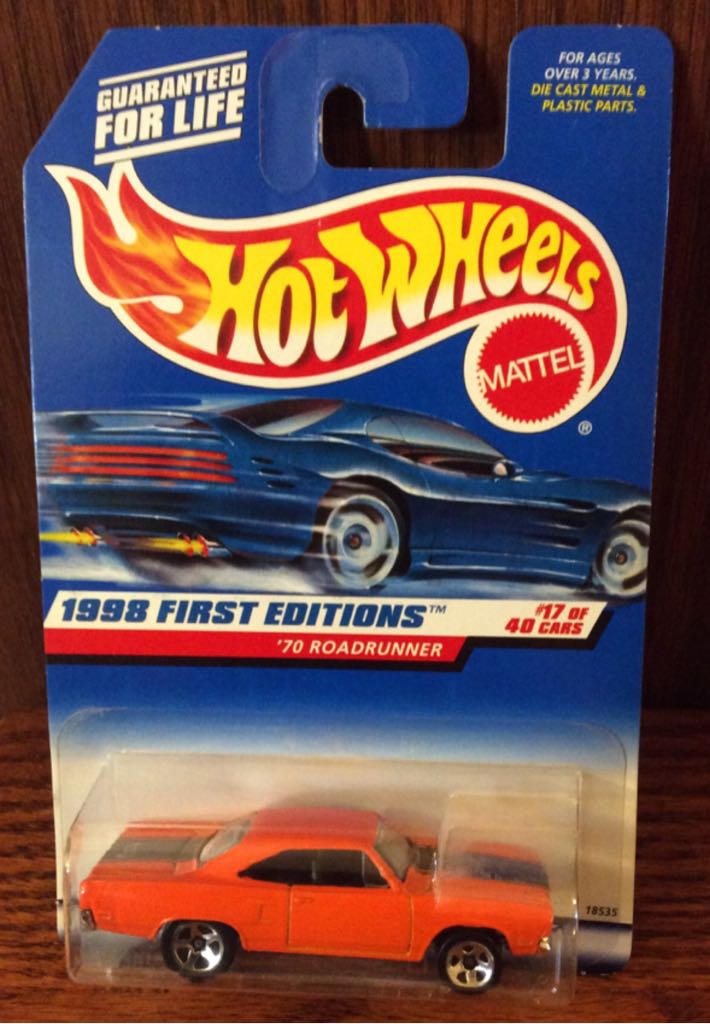 GUARANTEED
FOR LIFE
FOR AGES
OVER 3 YEARS.
DIE CAST METAL &
PLASTIC PARTS.
HOT WHEELS
MATTEL
®
1998 FIRST EDITIONS™
#17 OF
40 CARS
'70 ROADRUNNER
18535